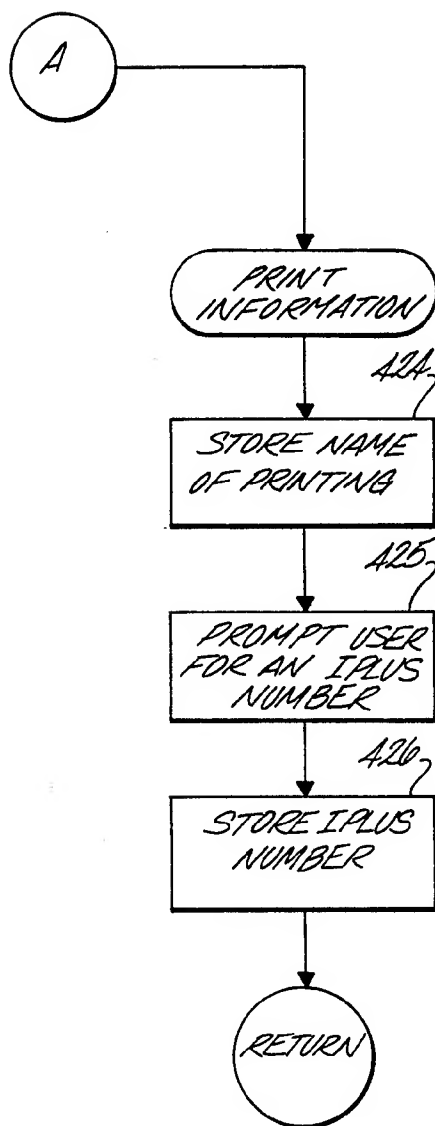 A
PRINT
INFORMATION
424
STORE NAME
OF PRINTING
425
PROMPT USER
FOR AN IPLUS
NUMBER
426
STORE IPLUS
NUMBER
RETURN